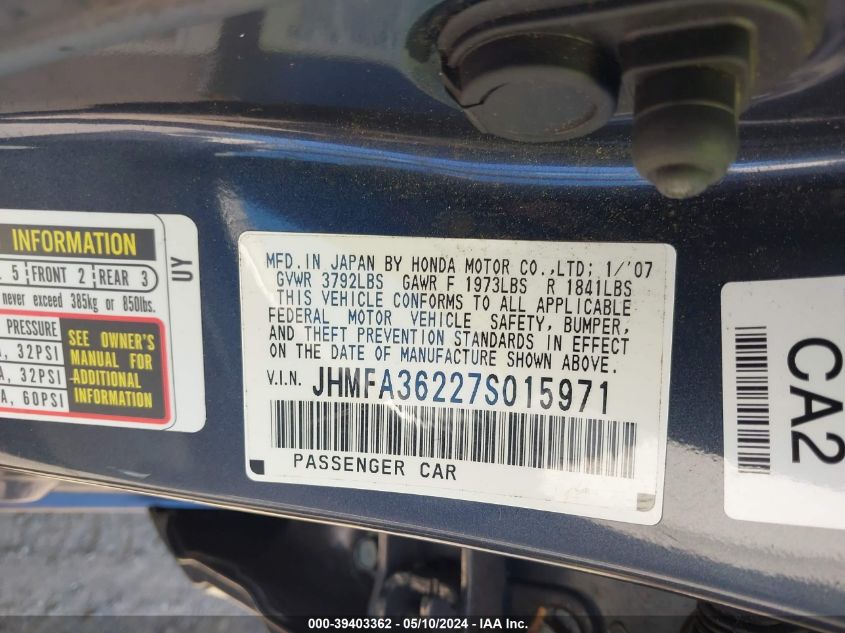 INFORMATION
5 FRONT 2 REAR 3
never exceed 385kg or 850lbs.
PRESSURE
32PSI
32PSI
60PSI
SEE OWNER'S
MANUAL FOR
ADDITIONAL
INFORMATION
UY
MFD.IN JAPAN BY HONDA MOTOR CO.,LTD; 1/'07
GVWR 3792LBS GAWR F 1973LBS R 1841LBS
THIS VEHICLE CONFORMS TO ALL APPLICABLE
FEDERAL MOTOR VEHICLE SAFETY, BUMPER,
AND THEFT PREVENTION STANDARDS IN EFFECT
ON THE DATE OF MANUFACTURE SHOWN ABOVE.
V.I.N. JHMFA36227S015971
PASSENGER CAR
CA2
000-39403362 - 05/10/2024 - IMAGE CREATED BY IAA